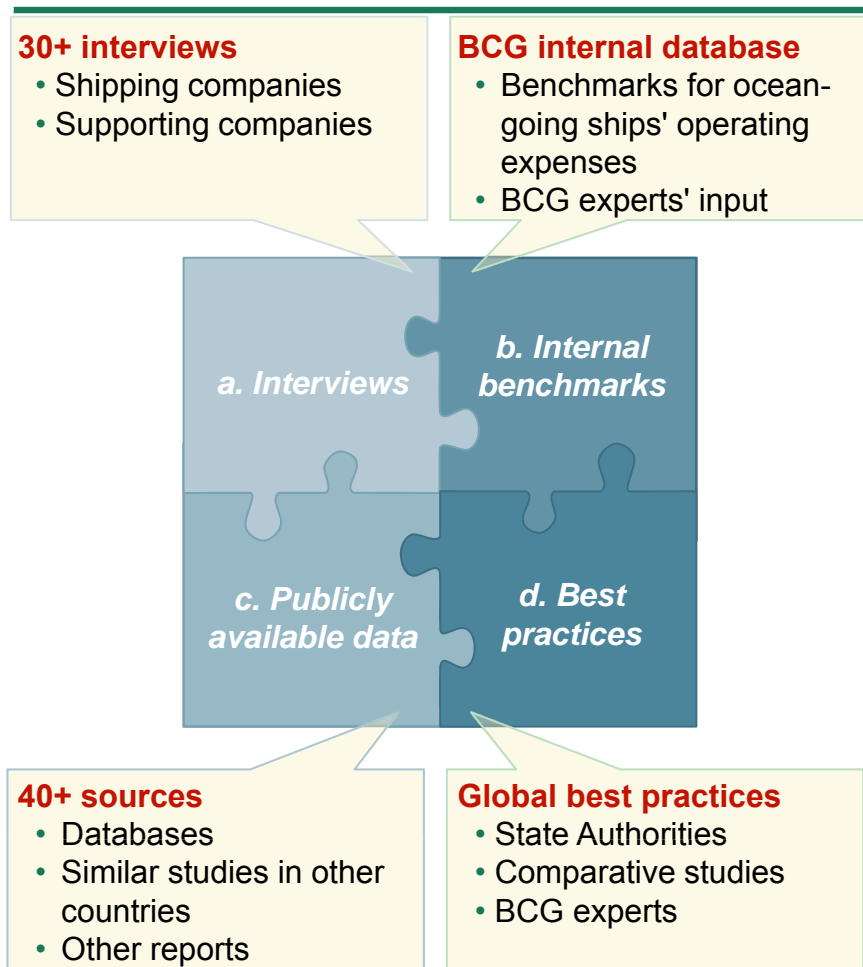 30+ interviews
• Shipping companies
• Supporting companies
BCG internal database
• Benchmarks for ocean-
going ships' operating
expenses
• BCG experts' input
a. Interviews
b. Internal
benchmarks
c. Publicly
available data
d. Best
practices
40+ sources
• Databases
• Similar studies in other
countries
• Other reports
Global best practices
• State Authorities
• Comparative studies
• BCG experts